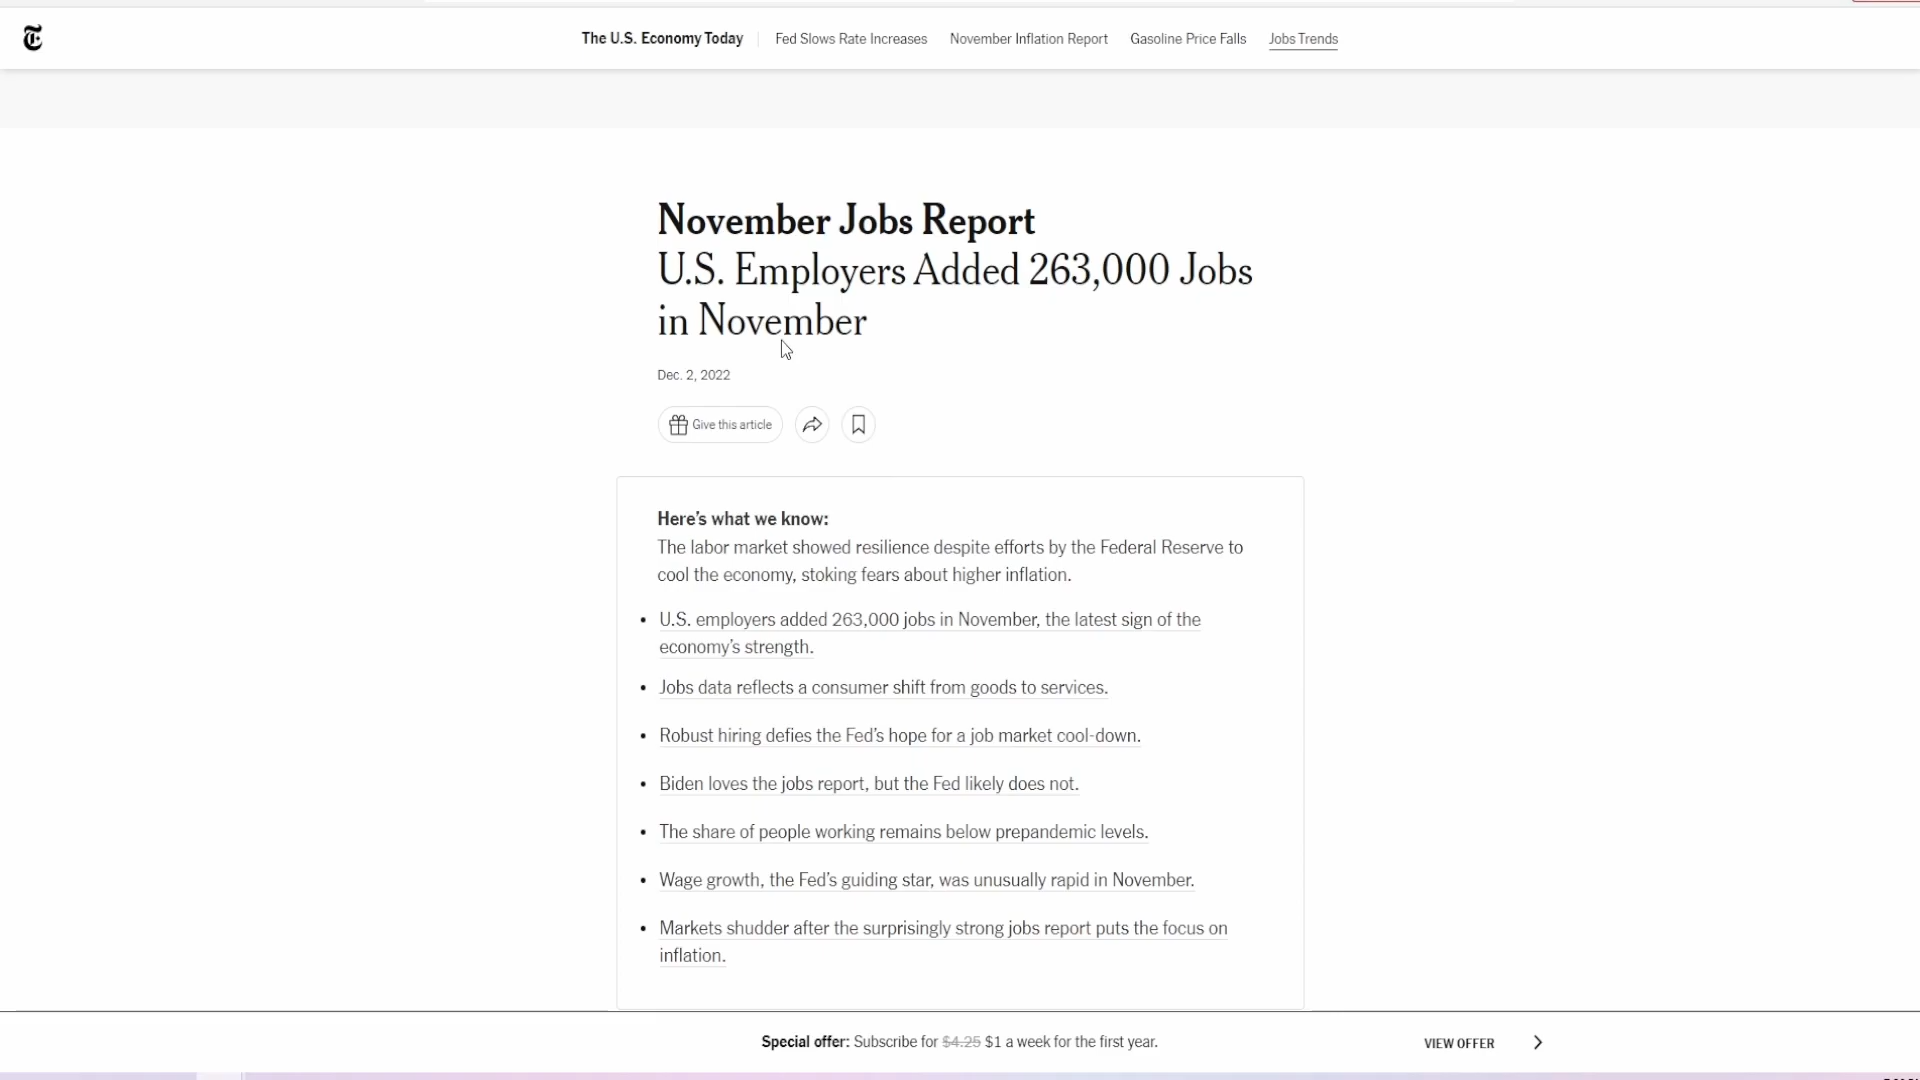 The U.S. Economy Today
Fed Slows Rate Increases
November Inflation Report
Gasoline Price Falls
Jobs Trends
November Jobs Report
U.S. Employers Added 263,000 Jobs
in November
Dec. 2, 2022
Give this article
Here’s what we know:
The labor market showed resilience despite efforts by the Federal Reserve to
cool the economy, stoking fears about higher inflation.
• U.S. employers added 263,000 jobs in November, the latest sign of the
economy’s strength.
• Jobs data reflects a consumer shift from goods to services.
• Robust hiring defies the Fed’s hope for a job market cool-down.
• Biden loves the jobs report, but the Fed likely does not.
• The share of people working remains below prepandemic levels.
• Wage growth, the Fed’s guiding star, was unusually rapid in November.
• Markets shudder after the surprisingly strong jobs report puts the focus on
inflation.
Special offer: Subscribe for $4.25 $1 a week for the first year.
VIEW OFFER